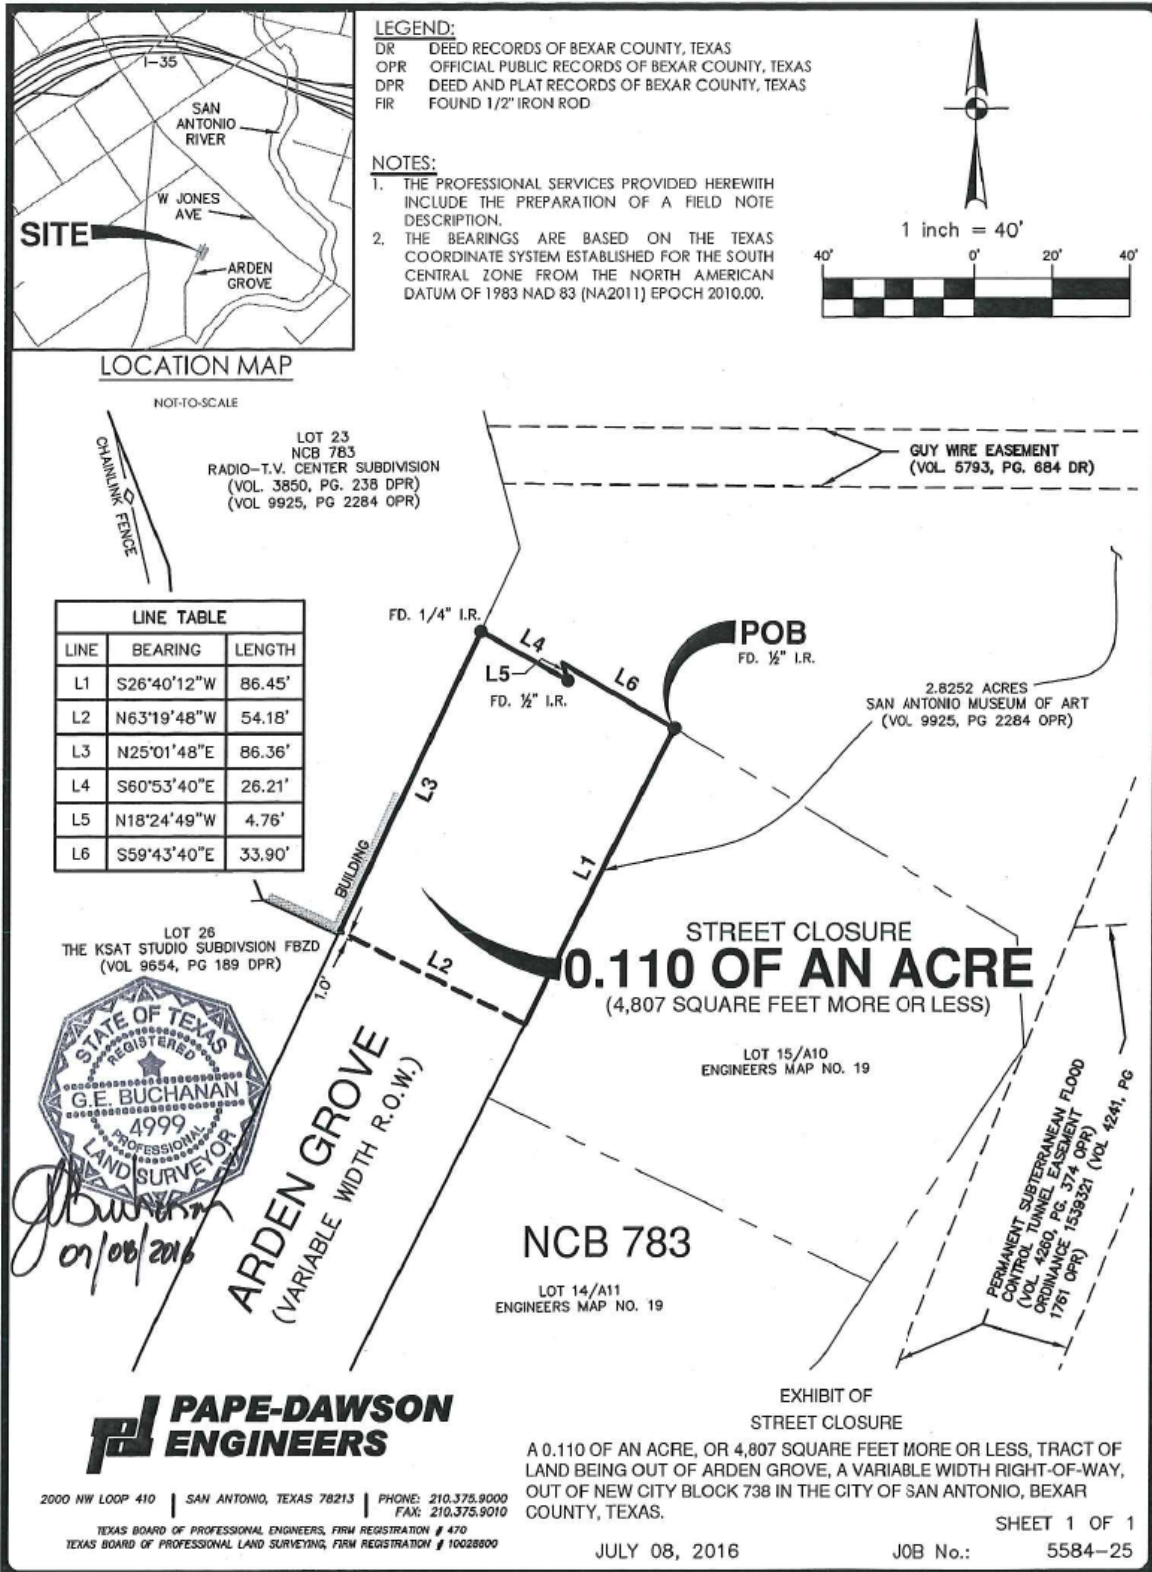 LEGEND:
DR DEED RECORDS OF BEXAR COUNTY, TEXAS
OPR OFFICIAL PUBLIC RECORDS OF BEXAR COUNTY, TEXAS
DPR DEED AND PLAT RECORDS OF BEXAR COUNTY, TEXAS
FIR FOUND 1/2" IRON ROD
NOTES:
1. THE PROFESSIONAL SERVICES PROVIDED HEREWITH
INCLUDE THE PREPARATION OF A FIELD NOTE
DESCRIPTION.
2. THE BEARINGS ARE BASED ON THE TEXAS
COORDINATE SYSTEM ESTABLISHED FOR THE SOUTH
CENTRAL ZONE FROM THE NORTH AMERICAN
DATUM OF 1983 NAD 83 (NA2011) EPOCH 2010.00.
I-35
SAN
ANTONIO
RIVER
W JONES
AVE
SITE
ARDEN
GROVE
LOCATION MAP
NOT-TO-SCALE
1 inch = 40'
40' 0' 20' 40'
CHAINLINK FENCE
LOT 23
NCB 783
RADIO-T.V. CENTER SUBDIVISION
(VOL. 3850, PG. 238 DPR)
(VOL 9925, PG 2284 OPR)
GUY WIRE EASEMENT
(VOL. 5793, PG. 684 DR)
LINE TABLE
LINE BEARING LENGTH
L1 S26°40'12"W 86.45'
L2 N63°19'48"W 54.18'
L3 N25°01'48"E 86.36'
L4 S60°53'40"E 26.21'
L5 N18°24'49"W 4.76'
L6 S59°43'40"E 33.90'
FD. 1/4" I.R.
L4
L5
FD. ½" I.R.
L6
POB
FD. ½" I.R.
2.8252 ACRES
SAN ANTONIO MUSEUM OF ART
(VOL 9925, PG 2284 OPR)
L3
L1
BUILDING
L2
1.0'
LOT 26
THE KSAT STUDIO SUBDIVSION FBZD
(VOL 9654, PG 189 DPR)
STREET CLOSURE
0.110 OF AN ACRE
(4,807 SQUARE FEET MORE OR LESS)
LOT 15/A10
ENGINEERS MAP NO. 19
STATE OF TEXAS
REGISTERED
G.E. BUCHANAN
4999
PROFESSIONAL
LAND SURVEYOR
07/08/2016
ARDEN GROVE
(VARIABLE WIDTH R.O.W.)
NCB 783
LOT 14/A11
ENGINEERS MAP NO. 19
PERMANENT SUBTERRANEAN FLOOD
CONTROL TUNNEL EASEMENT
(VOL. 4260, PG. 374 OPR)
ORDINANCE 1539321 (VOL 4241, PG
1761 OPR)
pd PAPE-DAWSON
ENGINEERS
2000 NW LOOP 410 | SAN ANTONIO, TEXAS 78213 | PHONE: 210.375.9000
FAX: 210.375.9010
TEXAS BOARD OF PROFESSIONAL ENGINEERS, FIRM REGISTRATION # 470
TEXAS BOARD OF PROFESSIONAL LAND SURVEYING, FIRM REGISTRATION # 10028800
EXHIBIT OF
STREET CLOSURE
A 0.110 OF AN ACRE, OR 4,807 SQUARE FEET MORE OR LESS, TRACT OF
LAND BEING OUT OF ARDEN GROVE, A VARIABLE WIDTH RIGHT-OF-WAY,
OUT OF NEW CITY BLOCK 738 IN THE CITY OF SAN ANTONIO, BEXAR
COUNTY, TEXAS.
SHEET 1 OF 1
JULY 08, 2016 JOB No.: 5584-25